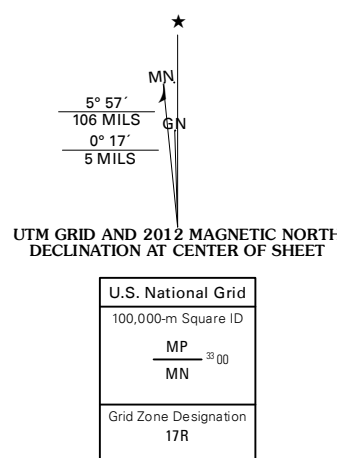 ★
MN
5° 57´
106 MILS
GN
0° 17´
5 MILS
UTM GRID AND 2012 MAGNETIC NORTH
DECLINATION AT CENTER OF SHEET
U.S. National Grid
100,000-m Square ID
MP
33 00
MN
Grid Zone Designation
17R